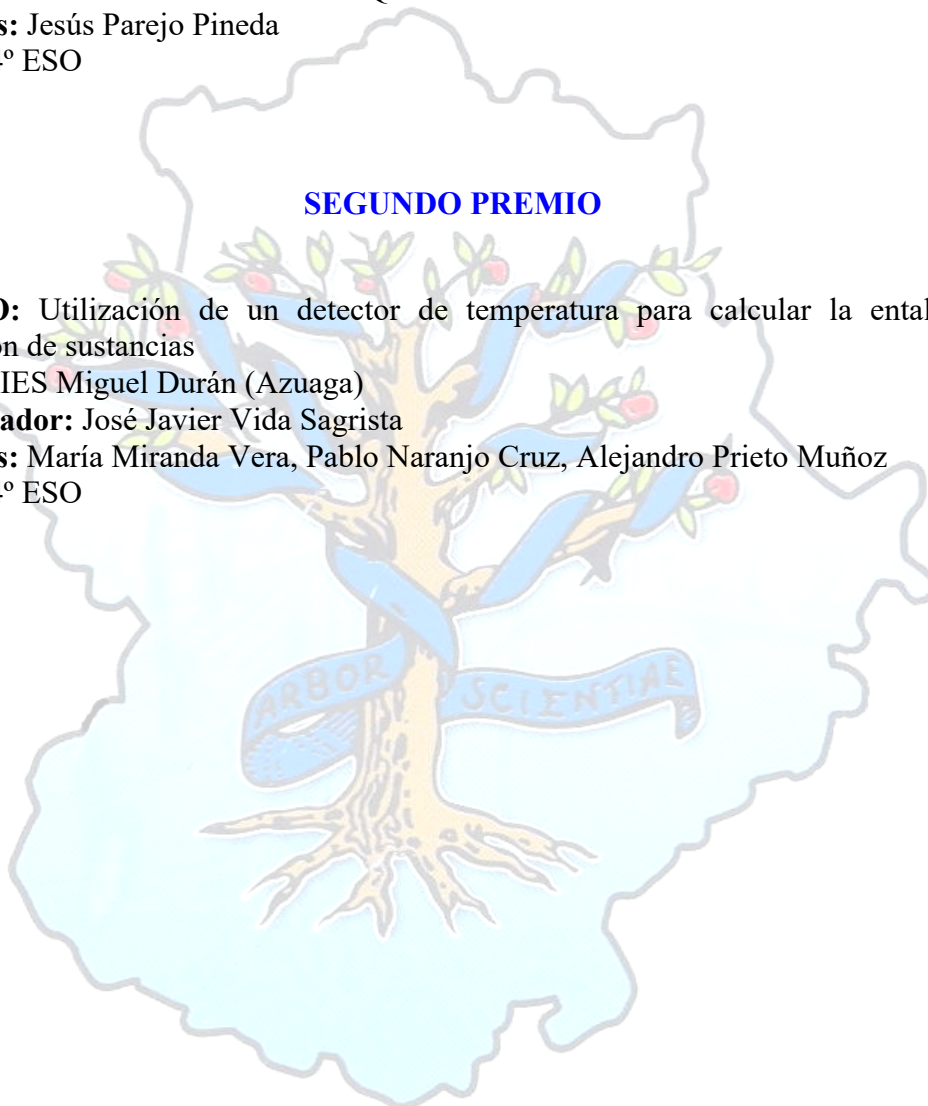 s: Jesús Parejo Pineda
º ESO
SEGUNDO PREMIO
O: Utilización de un detector de temperatura para calcular la ental
ón de sustancias
IES Miguel Durán (Azuaga)
ador: José Javier Vida Sagrista
s: María Miranda Vera, Pablo Naranjo Cruz, Alejandro Prieto Muñoz
º ESO
ARBOR SCIENTIAE